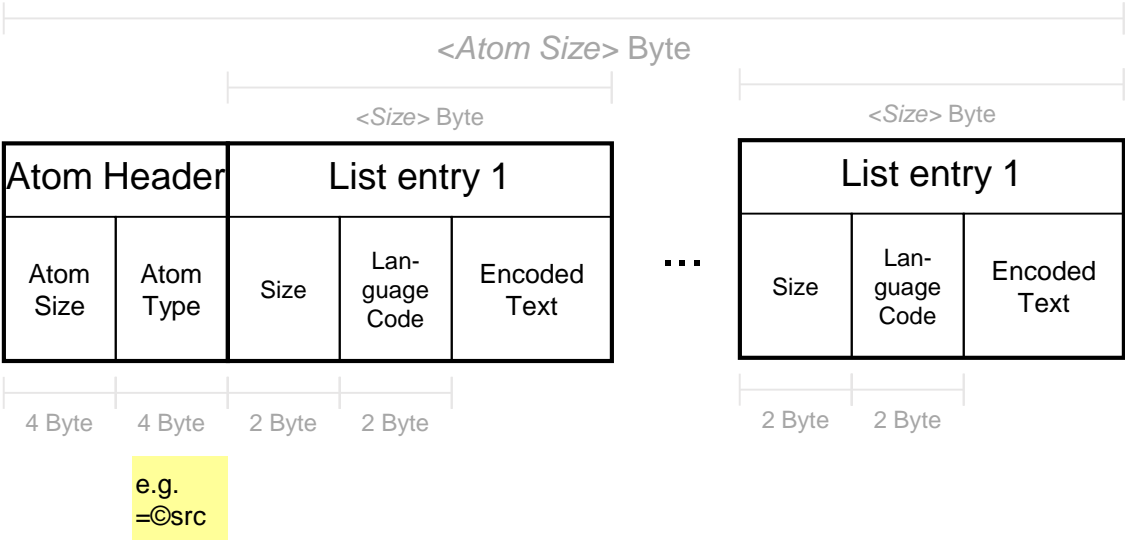 <Atom Size> Byte
<Size> Byte
<Size> Byte
Atom Header
List entry 1
List entry 1
Atom
Size
Atom
Type
Size
Lan-
guage
Code
Encoded
Text
...
Size
Lan-
guage
Code
Encoded
Text
4 Byte
4 Byte
2 Byte
2 Byte
2 Byte
2 Byte
e.g.
=©src